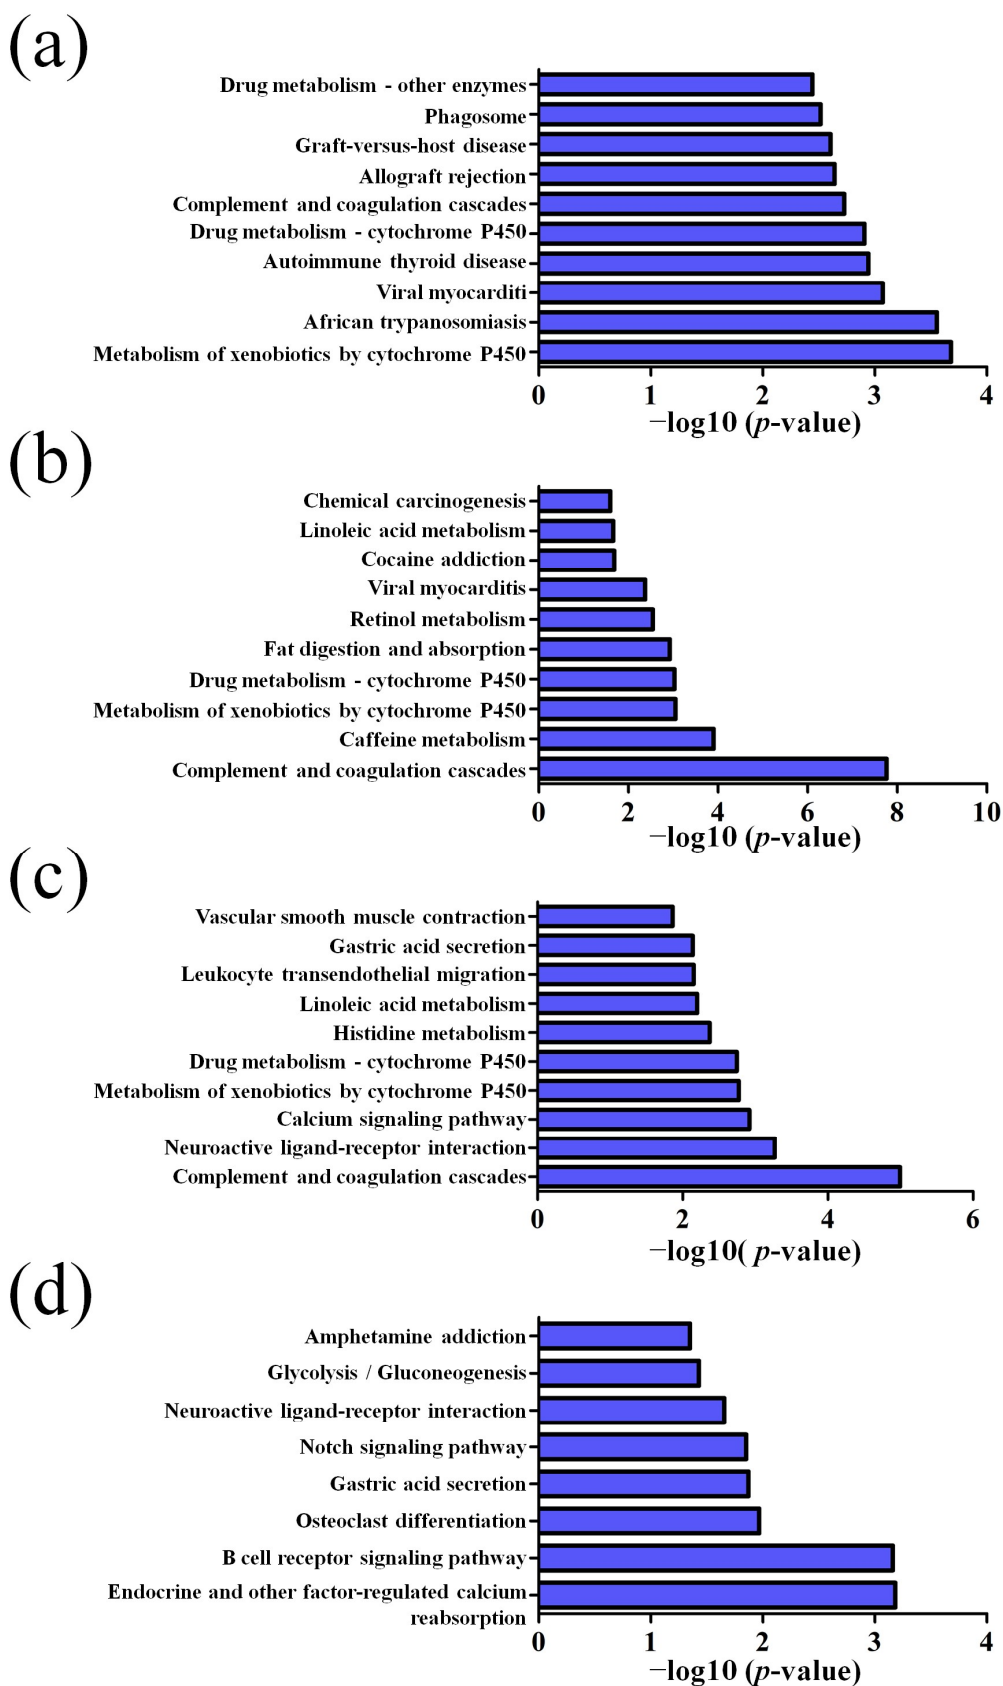 (a)
Drug metabolism - other enzymes
Phagosome
Graft-versus-host disease
Allograft rejection
Complement and coagulation cascades
Drug metabolism - cytochrome P450
Autoimmune thyroid disease
Viral myocarditi
African trypanosomiasis
Metabolism of xenobiotics by cytochrome P450
0 1 2 3 4
−log10 (p-value)
(b)
Chemical carcinogenesis
Linoleic acid metabolism
Cocaine addiction
Viral myocarditis
Retinol metabolism
Fat digestion and absorption
Drug metabolism - cytochrome P450
Metabolism of xenobiotics by cytochrome P450
Caffeine metabolism
Complement and coagulation cascades
0 2 4 6 8 10
−log10 (p-value)
(c)
Vascular smooth muscle contraction
Gastric acid secretion
Leukocyte transendothelial migration
Linoleic acid metabolism
Histidine metabolism
Drug metabolism - cytochrome P450
Metabolism of xenobiotics by cytochrome P450
Calcium signaling pathway
Neuroactive ligand-receptor interaction
Complement and coagulation cascades
0 2 4 6
−log10( p-value)
(d)
Amphetamine addiction
Glycolysis / Gluconeogenesis
Neuroactive ligand-receptor interaction
Notch signaling pathway
Gastric acid secretion
Osteoclast differentiation
B cell receptor signaling pathway
Endocrine and other factor-regulated calcium
reabsorption
0 1 2 3 4
−log10 (p-value)